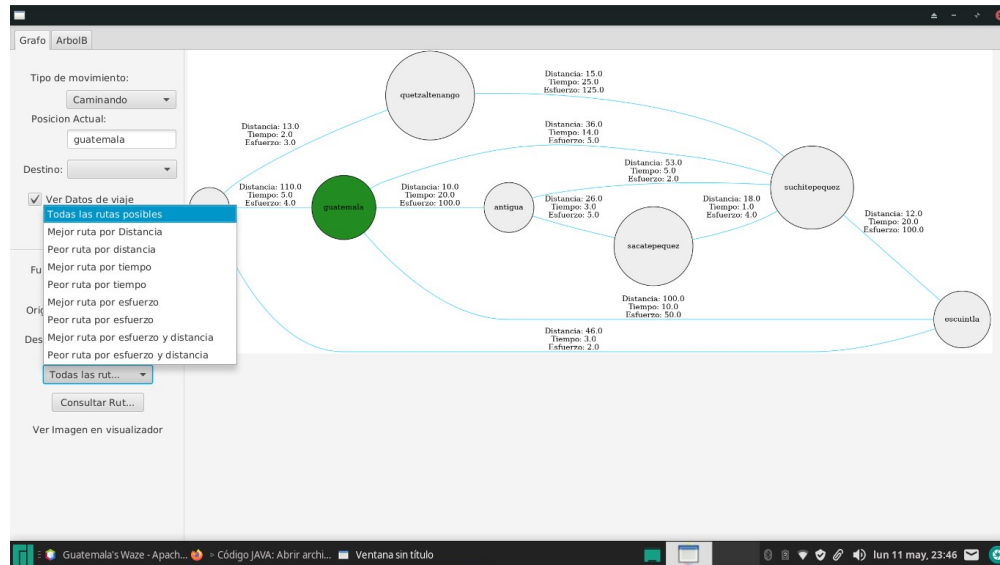 Grafo ArbolB
Tipo de movimiento:
Caminando
Posicion Actual:
guatemala
Destino:
Ver Datos de viaje
Todas las rutas posibles
Mejor ruta por Distancia
Peor ruta por distancia
Mejor ruta por tiempo
Peor ruta por tiempo
Mejor ruta por esfuerzo
Peor ruta por esfuerzo
Mejor ruta por esfuerzo y distancia
Peor ruta por esfuerzo y distancia
Todas las rut...
Consultar Rut...
Ver Imagen en visualizador
quetzaltenango
Distancia: 15.0
Tiempo: 25.0
Esfuerzo: 125.0
Distancia: 13.0
Tiempo: 2.0
Esfuerzo: 3.0
Distancia: 36.0
Tiempo: 14.0
Esfuerzo: 5.0
Distancia: 53.0
Tiempo: 5.0
Esfuerzo: 2.0
Distancia: 110.0
Tiempo: 5.0
Esfuerzo: 4.0
guatemala
Distancia: 10.0
Tiempo: 20.0
Esfuerzo: 100.0
antigua
Distancia: 26.0
Tiempo: 3.0
Esfuerzo: 5.0
sacatepequez
Distancia: 18.0
Tiempo: 1.0
Esfuerzo: 4.0
suchitepequez
Distancia: 12.0
Tiempo: 20.0
Esfuerzo: 100.0
Distancia: 100.0
Tiempo: 10.0
Esfuerzo: 50.0
escuintla
Distancia: 46.0
Tiempo: 3.0
Esfuerzo: 2.0
Guatemala's Waze - Apach... > Código JAVA: Abrir archi... Ventana sin título lun 11 may, 23:46